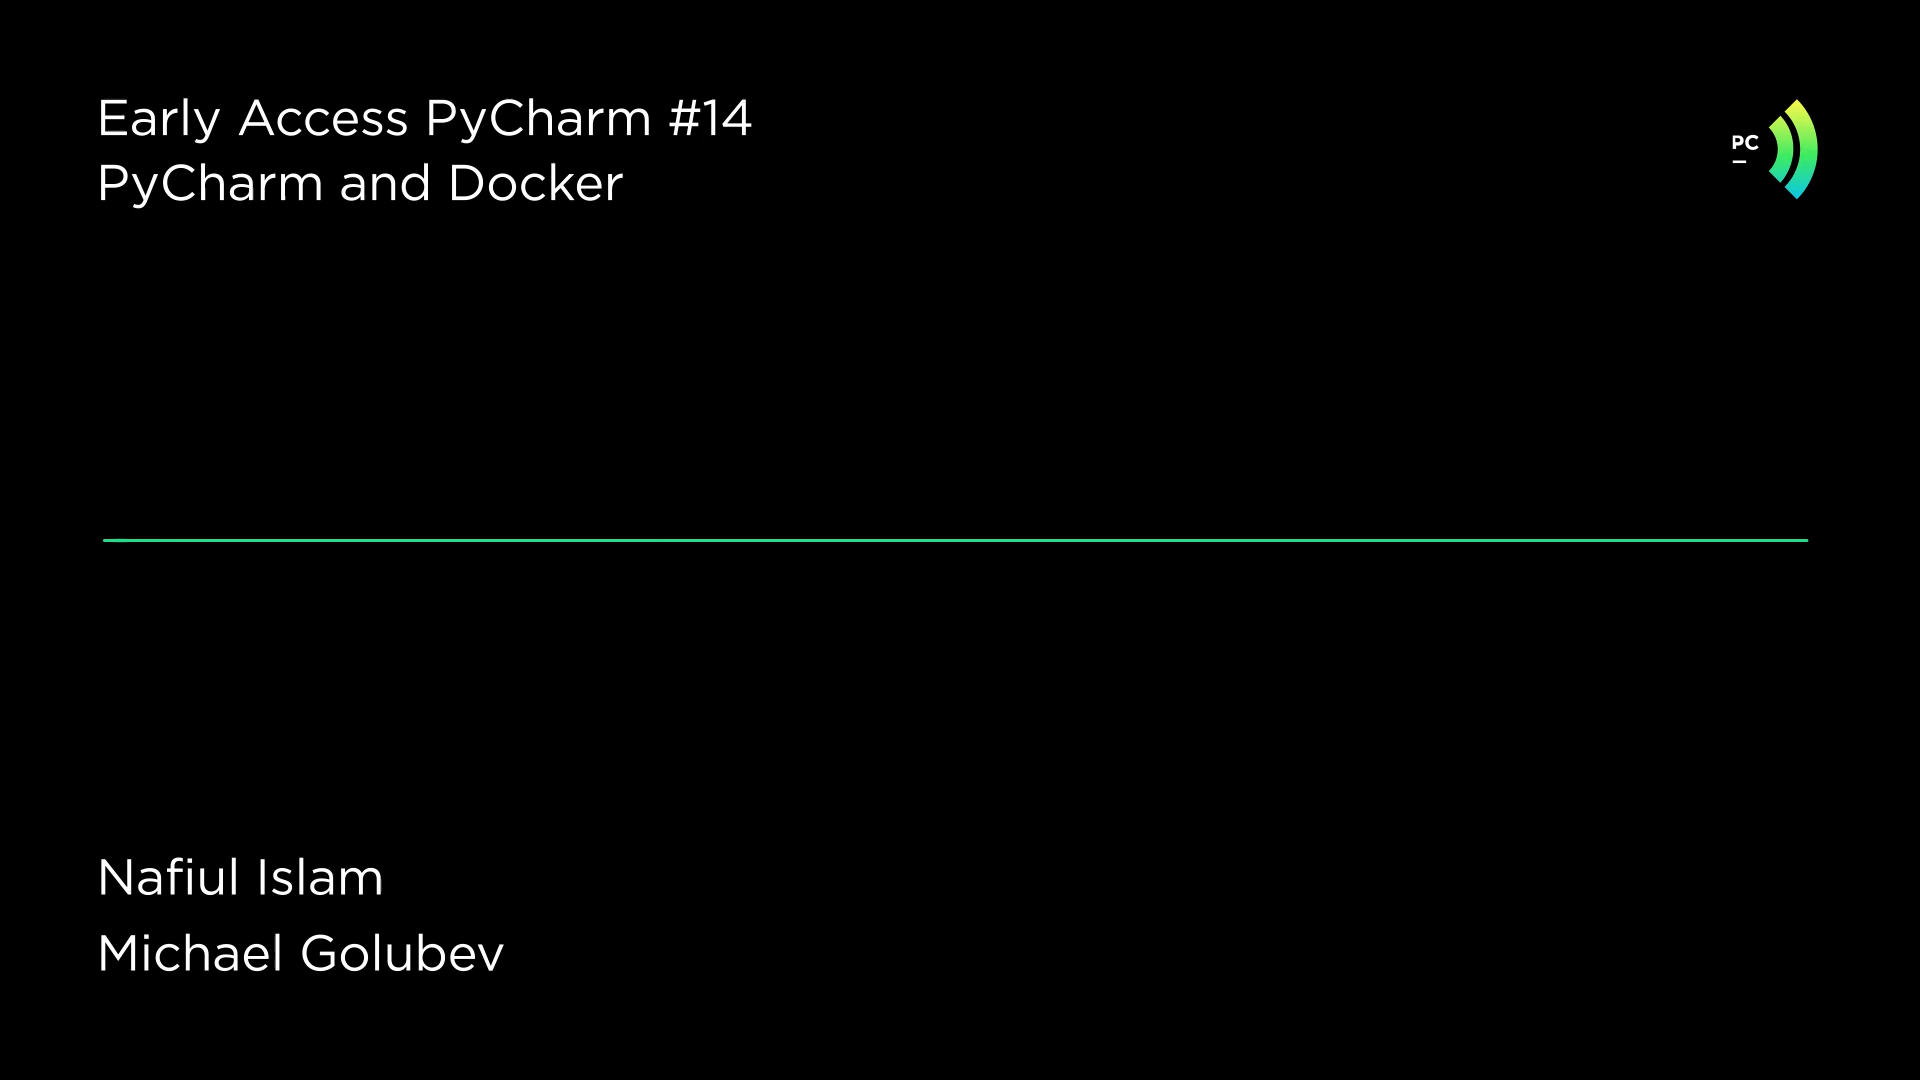 Early Access PyCharm #14
PyCharm and Docker
PC
Nafiul Islam
Michael Golubev